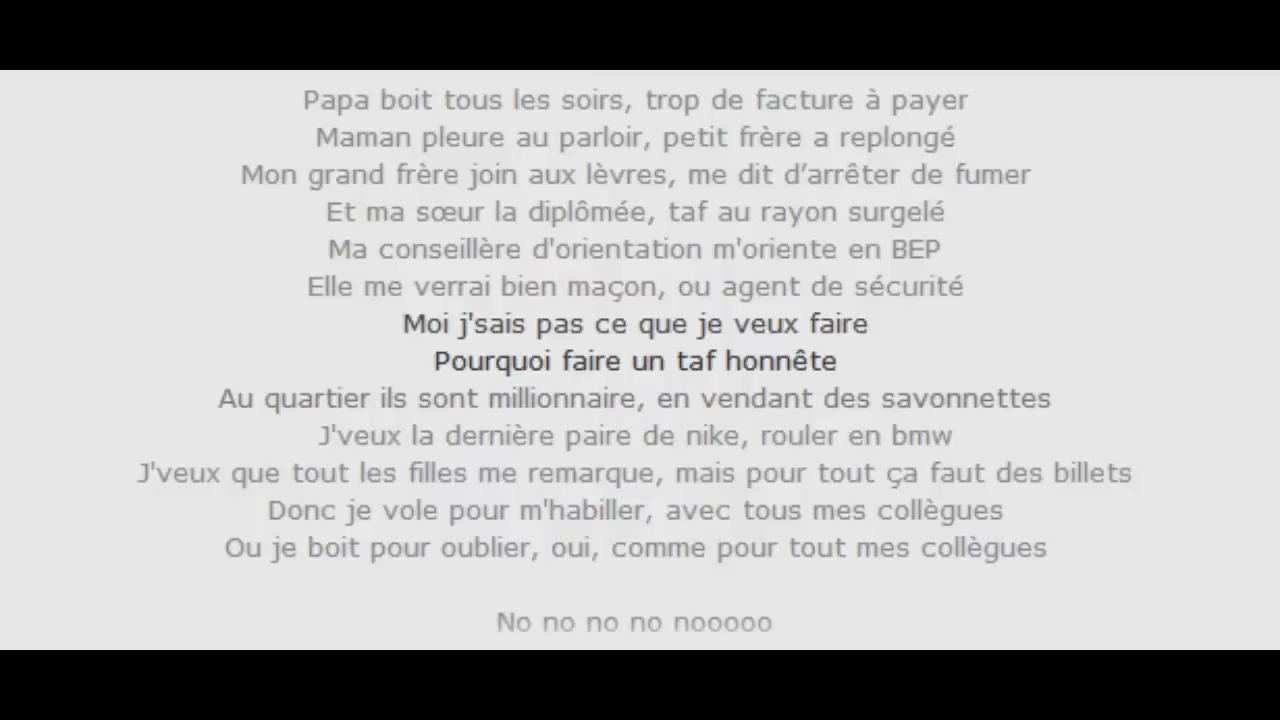 Papa boit tous les soirs, trop de facture à payer
Maman pleure au parloir, petit frère a replongé
Mon grand frère join aux lèvres, me dit d’arrêter de fumer
Et ma sœur la diplômée, taf au rayon surgelé
Ma conseillère d'orientation m'oriente en BEP
Elle me verrai bien maçon, ou agent de sécurité
Moi j'sais pas ce que je veux faire
Pourquoi faire un taf honnête
Au quartier ils sont millionnaire, en vendant des savonnettes
J'veux la dernière paire de nike, rouler en bmw
J'veux que tout les filles me remarque, mais pour tout ça faut des billets
Donc je vole pour m'habiller, avec tous mes collègues
Ou je boit pour oublier, oui, comme pour tout mes collègues
No no no no nooooo